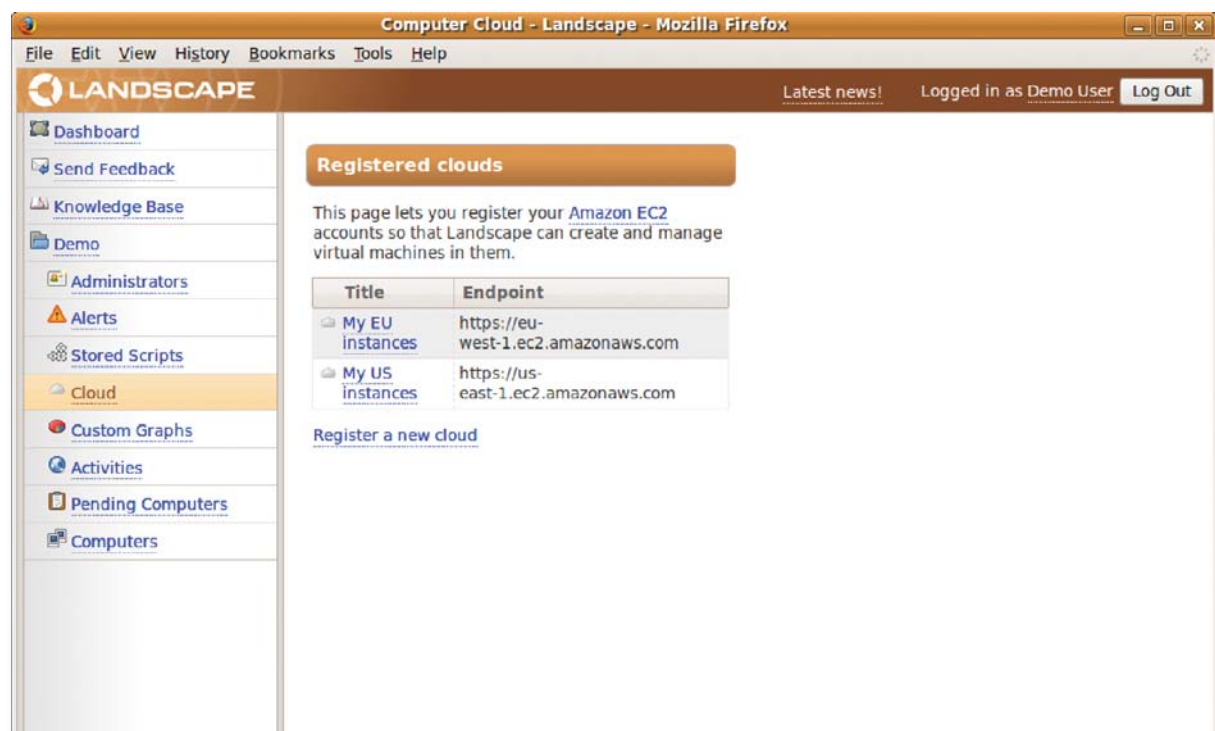 Computer Cloud - Landscape - Mozilla Firefox
File Edit View History Bookmarks Tools Help
LANDSCAPE
Latest news! Logged in as Demo User Log Out
Dashboard
Send Feedback
Knowledge Base
Demo
Administrators
Alerts
Stored Scripts
Cloud
Custom Graphs
Activities
Pending Computers
Computers
Registered clouds
This page lets you register your Amazon EC2
accounts so that Landscape can create and manage
virtual machines in them.
Title Endpoint
My EU https://eu-
instances west-1.ec2.amazonaws.com
My US https://us-
instances east-1.ec2.amazonaws.com
Register a new cloud